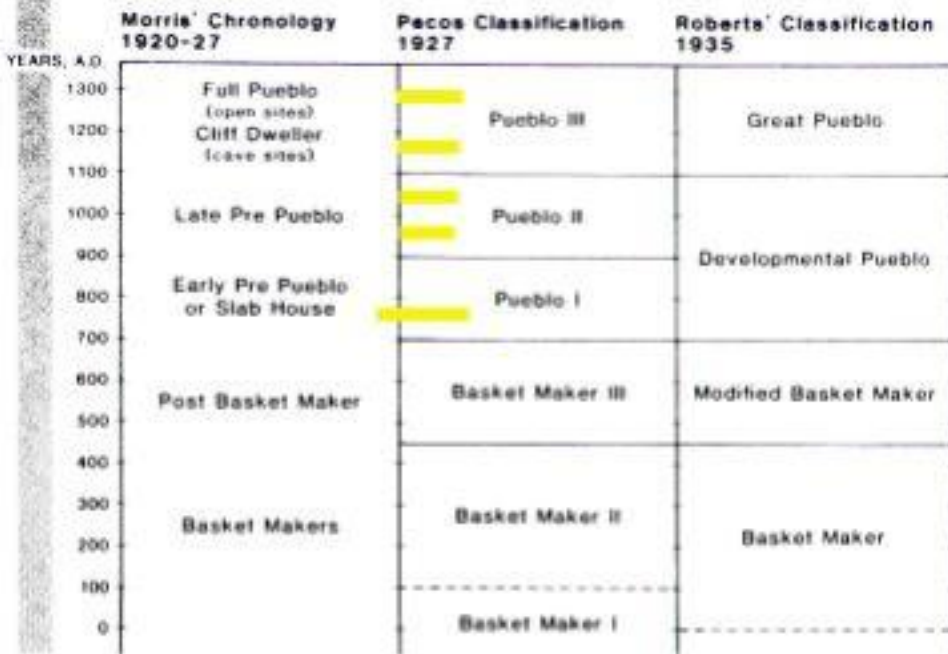 Morris' Chronology
1920-27
Pecos Classification
1927
Roberts' Classification
1935
YEARS, A.D.
1300
1200
1100
1000
900
800
700
600
500
400
300
200
100
0
Full Pueblo
(open sites)
Cliff Dweller
(cave sites)
Late Pre Pueblo
Early Pre Pueblo
or Slab House
Post Basket Maker
Basket Makers
Pueblo III
Pueblo II
Pueblo I
Basket Maker III
Basket Maker II
Basket Maker I
Great Pueblo
Developmental Pueblo
Modified Basket Maker
Basket Maker